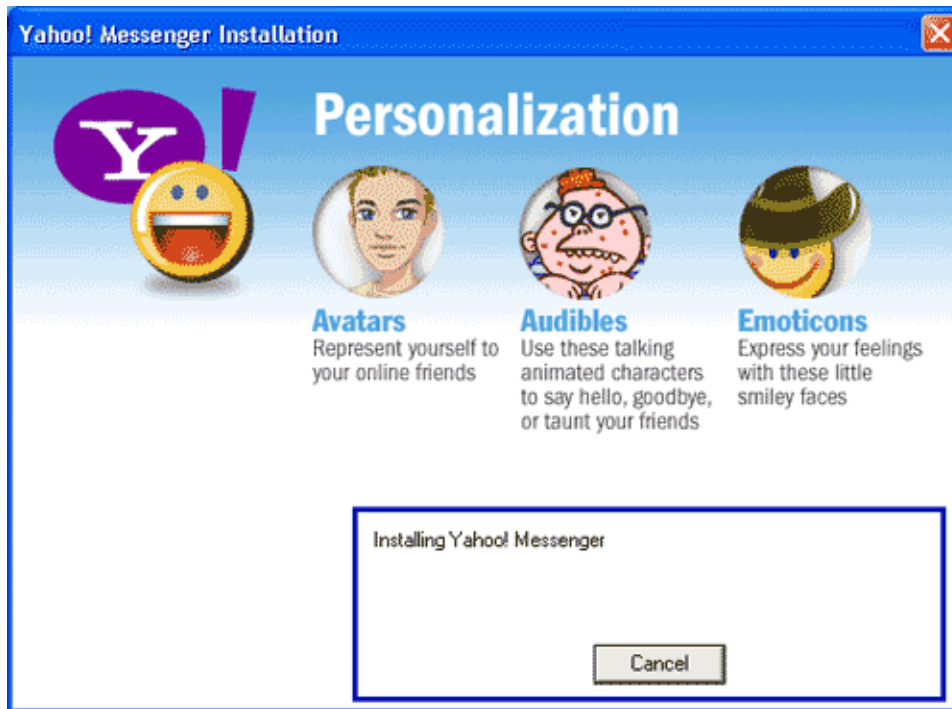 Yahoo! Messenger Installation
Y!
Personalization
Avatars
Represent yourself to
your online friends
Audibles
Use these talking
animated characters
to say hello, goodbye,
or taunt your friends
Emoticons
Express your feelings
with these little
smiley faces
Installing Yahoo! Messenger
Cancel